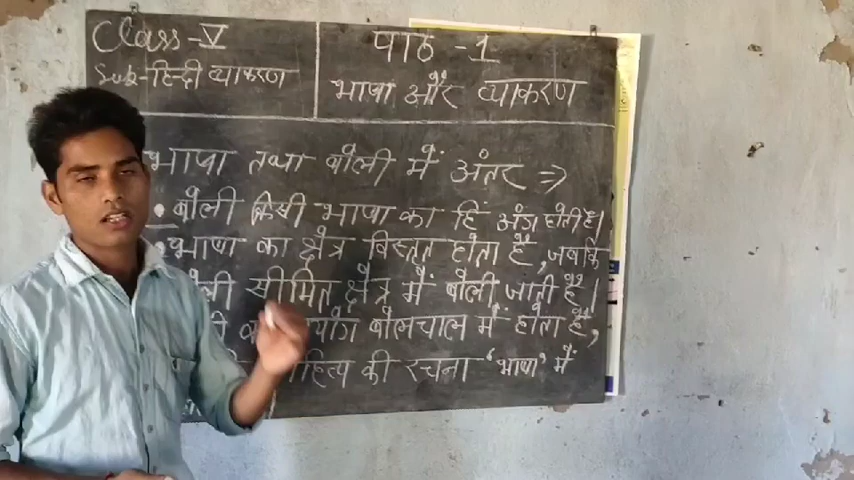 Class - V
Sub- हिन्दी व्याकरण
पाठ - 1
भाषा और व्याकरण
भाषा तथा बोली में अंतर ⇒
• बोली किसी भाषा का हि अंश होती है।
• भाषा का क्षेत्र विस्तृत होता है, जबकि
सीमित क्षेत्र में बोली जाती है।
बोलचाल में होता है,
की रचना 'भाषा' में